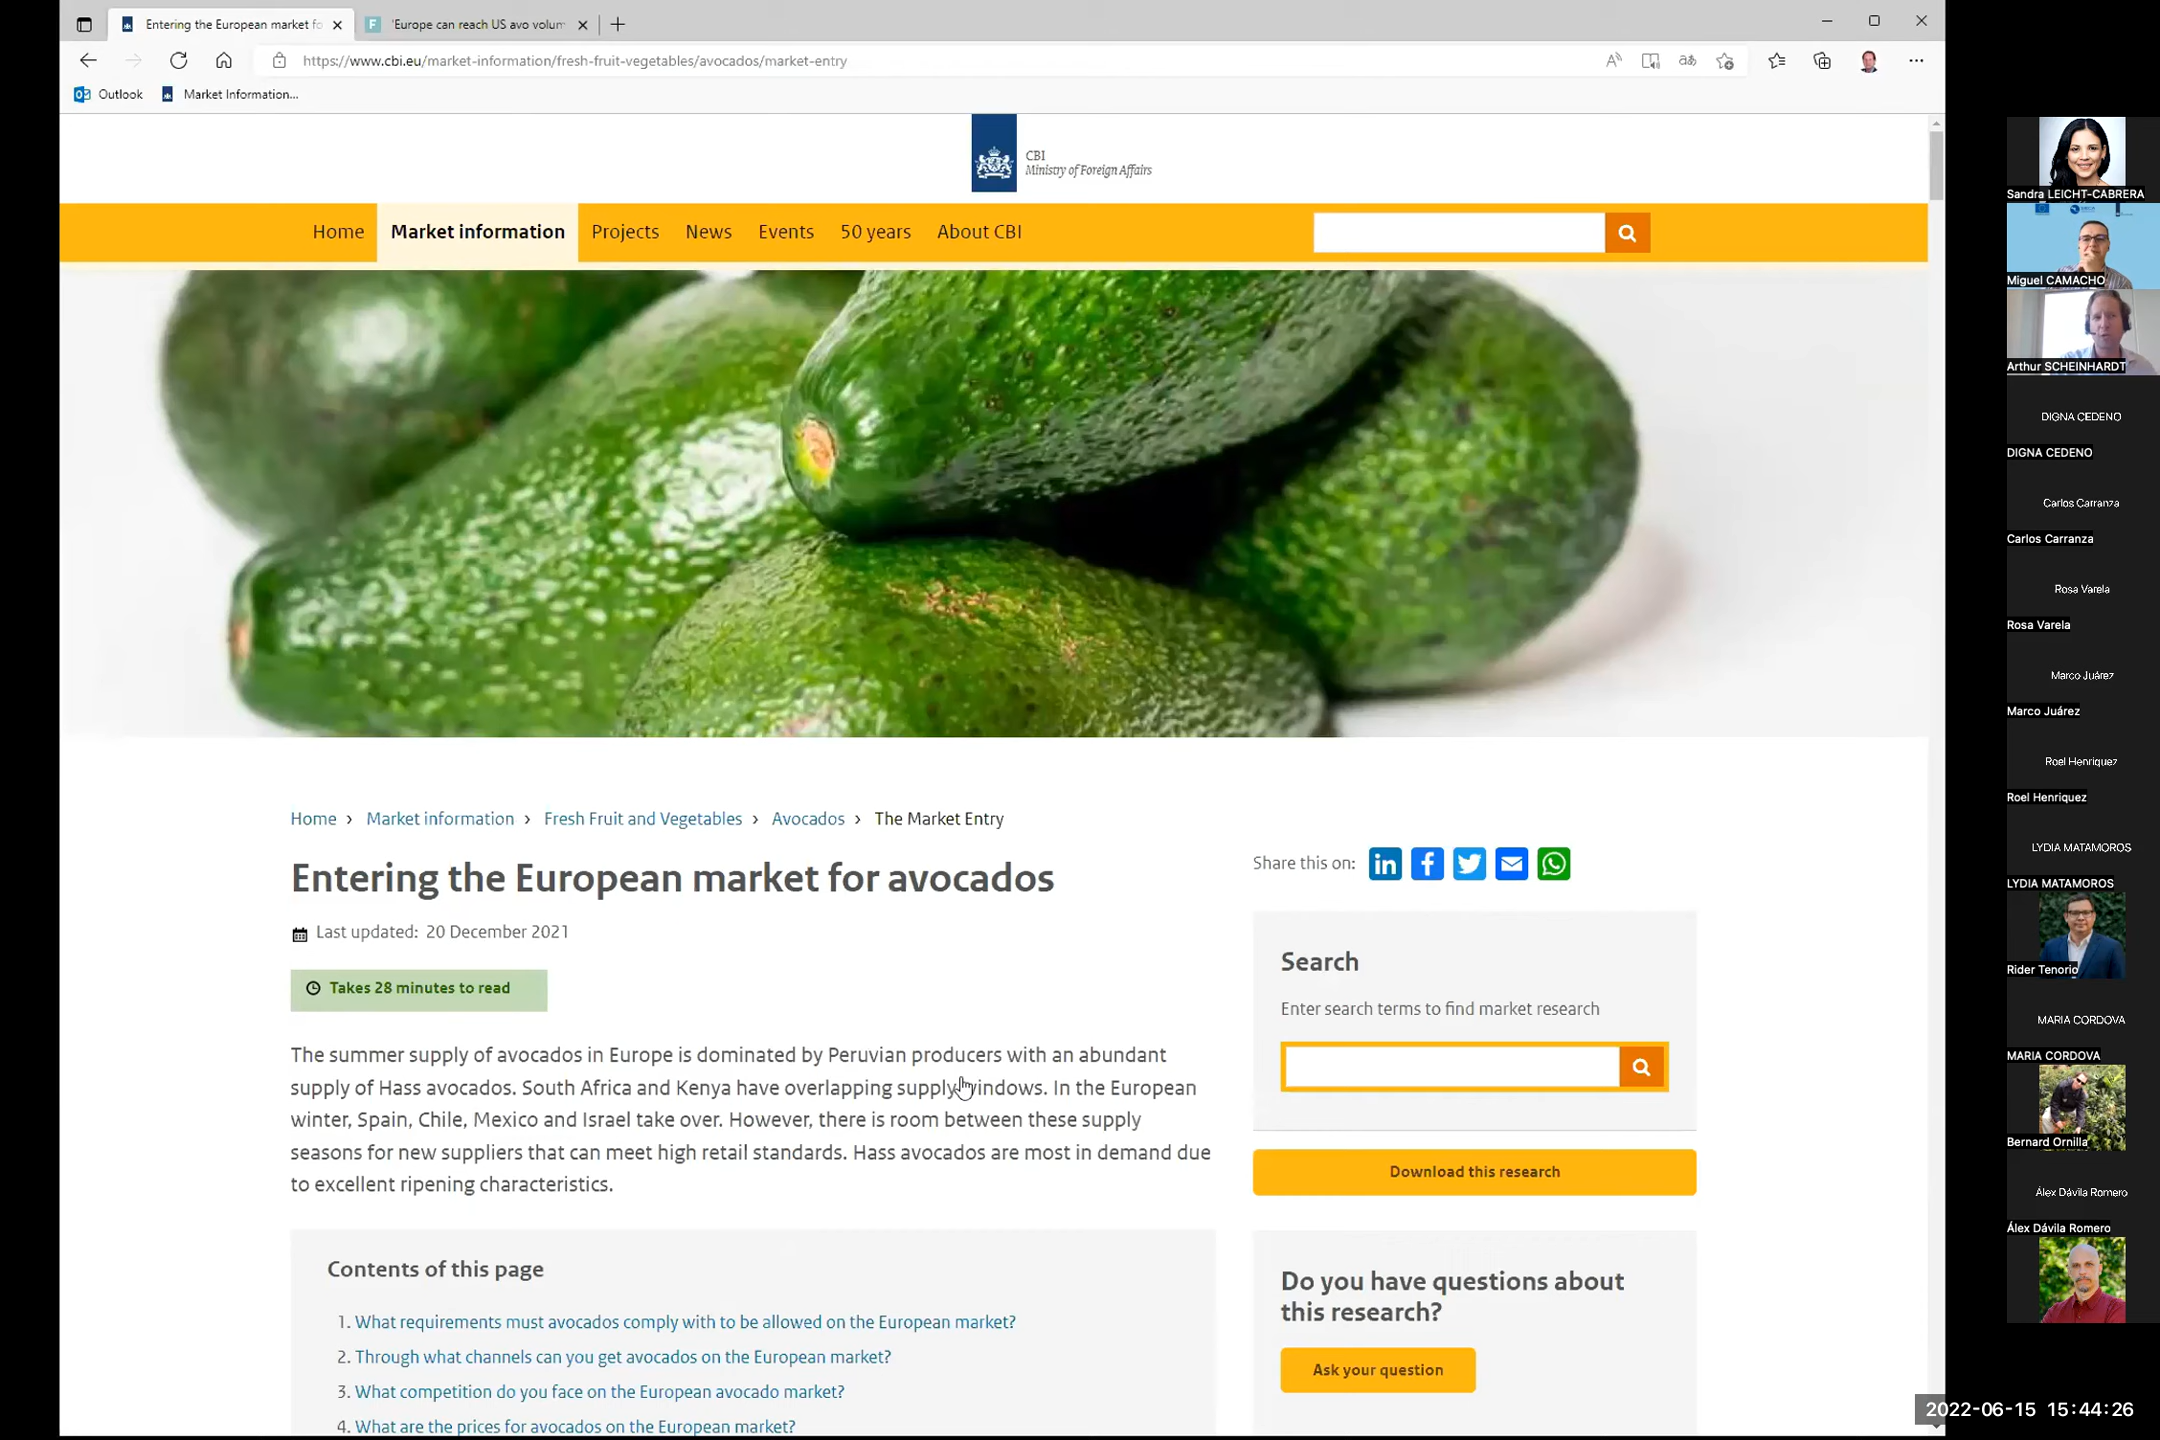 Entering the European market fo
'Europe can reach US avo volum
https://www.cbi.eu/market-information/fresh-fruit-vegetables/avocados/market-entry
Outlook
Market Information...
CBI
Ministry of Foreign Affairs
Home
Market information
Projects
News
Events
50 years
About CBI
Home › Market information › Fresh Fruit and Vegetables › Avocados › The Market Entry
Entering the European market for avocados
Last updated: 20 December 2021
Takes 28 minutes to read
The summer supply of avocados in Europe is dominated by Peruvian producers with an abundant
supply of Hass avocados. South Africa and Kenya have overlapping supply windows. In the European
winter, Spain, Chile, Mexico and Israel take over. However, there is room between these supply
seasons for new suppliers that can meet high retail standards. Hass avocados are most in demand due
to excellent ripening characteristics.
Contents of this page
1. What requirements must avocados comply with to be allowed on the European market?
2. Through what channels can you get avocados on the European market?
3. What competition do you face on the European avocado market?
4. What are the prices for avocados on the European market?
Share this on:
Search
Enter search terms to find market research
Download this research
Do you have questions about
this research?
Ask your question
Sandra LEICHT-CABRERA
Miguel CAMACHO
Arthur SCHEINHARDT
DIGNA CEDENO
DIGNA CEDENO
Carlos Carranza
Carlos Carranza
Rosa Varela
Rosa Varela
Marco Juárez
Marco Juárez
Roel Henriquez
Roel Henriquez
LYDIA MATAMOROS
LYDIA MATAMOROS
Rider Tenorio
MARIA CORDOVA
MARIA CORDOVA
Bernard Ornilla
Álex Dávila Romero
Álex Dávila Romero
2022-06-15 15:44:26